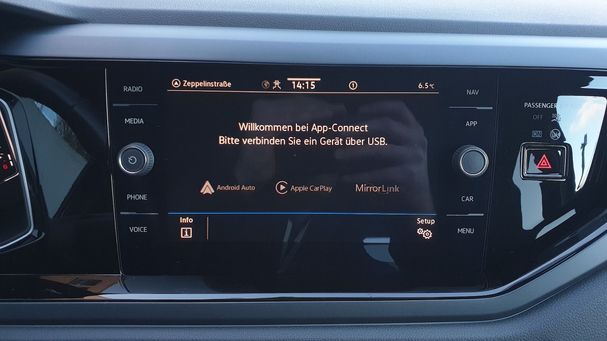 Zeppelinstraße 14:15 1 6.5°C
RADIO
MEDIA
PHONE
VOICE
Willkommen bei App-Connect
Bitte verbinden Sie ein Gerät über USB.
Android Auto Apple CarPlay MirrorLink
Info Setup
NAV
APP
CAR
MENU
PASSENGER
OFF